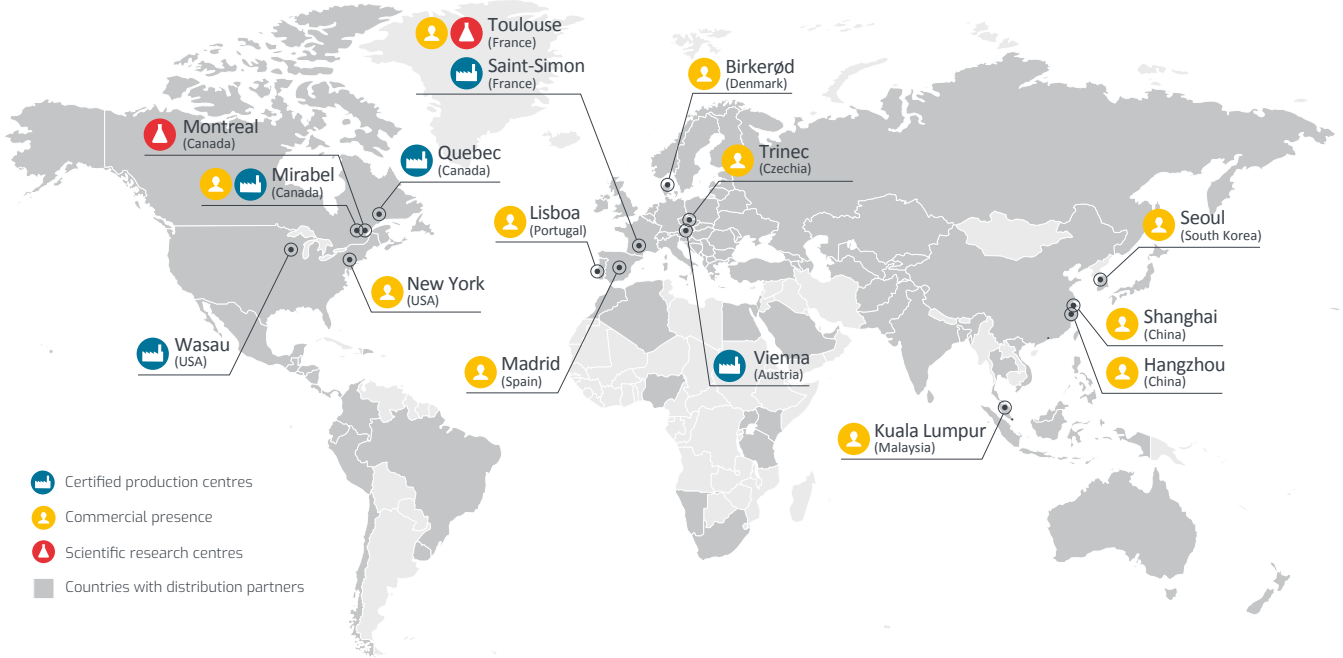 Toulouse
(France)
Saint-Simon
(France)
Birkerød
(Denmark)
Montreal
(Canada)
Quebec
(Canada)
Trinec
(Czechia)
Mirabel
(Canada)
Lisboa
(Portugal)
Seoul
(South Korea)
New York
(USA)
Shanghai
(China)
Wasau
(USA)
Madrid
(Spain)
Vienna
(Austria)
Hangzhou
(China)
Kuala Lumpur
(Malaysia)
Certified production centres
Commercial presence
Scientific research centres
Countries with distribution partners